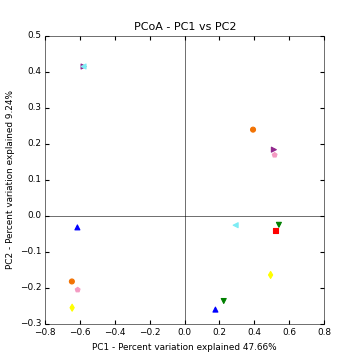 PCoA - PC1 vs PC2
0.5
0.4
0.3
0.2
0.1
0.0
−0.1
−0.2
−0.3
−0.8 −0.6 −0.4 −0.2 0.0 0.2 0.4 0.6 0.8
PC2 - Percent variation explained 9.24%
PC1 - Percent variation explained 47.66%